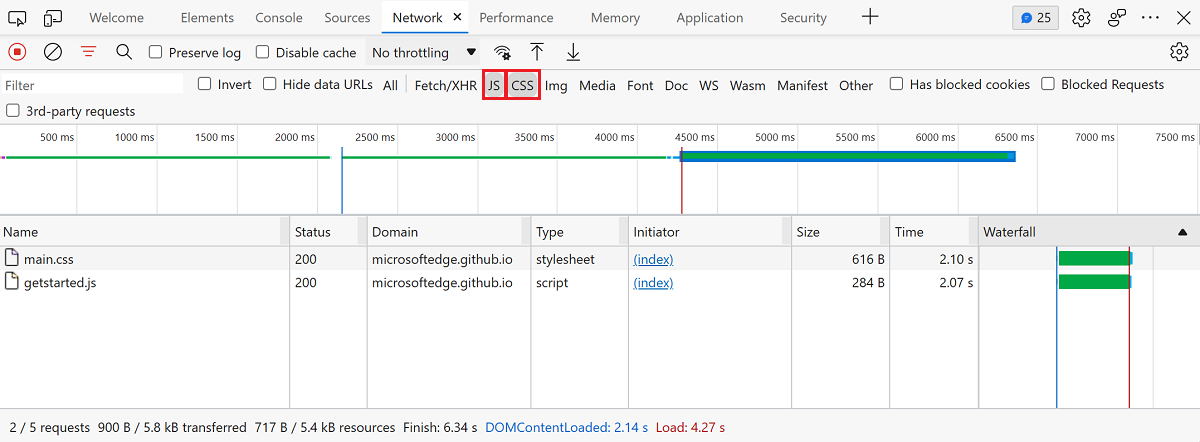 Welcome Elements Console Sources Network Performance Memory Application Security 25
Preserve log Disable cache No throttling
Filter Invert Hide data URLs All Fetch/XHR JS CSS Img Media Font Doc WS Wasm Manifest Other Has blocked cookies Blocked Requests
3rd-party requests
500 ms 1000 ms 1500 ms 2000 ms 2500 ms 3000 ms 3500 ms 4000 ms 4500 ms 5000 ms 5500 ms 6000 ms 6500 ms 7000 ms 7500 ms
Name Status Domain Type Initiator Size Time Waterfall
main.css 200 microsoftedge.github.io stylesheet (index) 616 B 2.10 s
getstarted.js 200 microsoftedge.github.io script (index) 284 B 2.07 s
2 / 5 requests 900 B / 5.8 kB transferred 717 B / 5.4 kB resources Finish: 6.34 s DOMContentLoaded: 2.14 s Load: 4.27 s